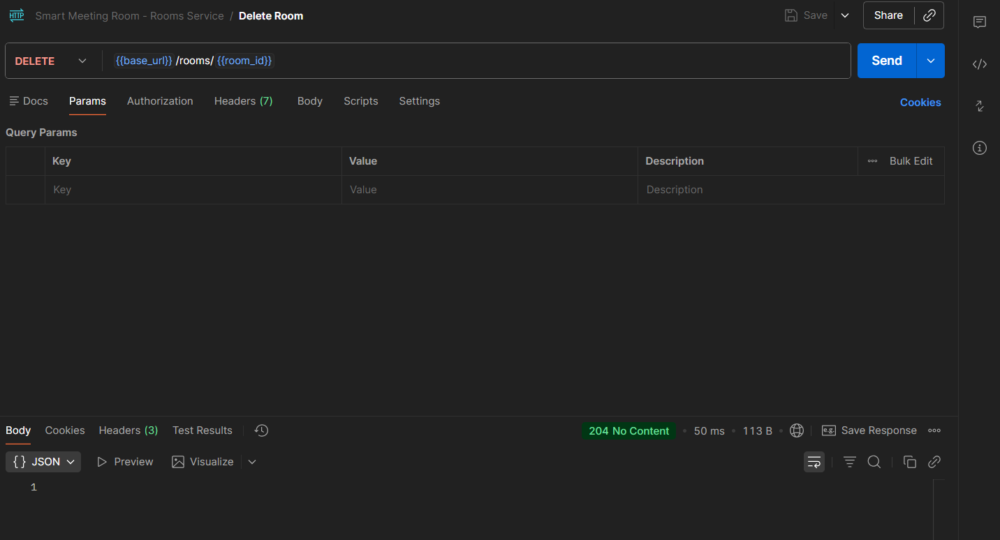 HTTP Smart Meeting Room - Rooms Service / Delete Room Save Share
DELETE {{base_url}} /rooms/ {{room_id}} Send
Docs Params Authorization Headers (7) Body Scripts Settings Cookies
Query Params
Key Value Description Bulk Edit
Key Value Description
Body Cookies Headers (3) Test Results 204 No Content • 50 ms • 113 B • e.g. Save Response
{} JSON Preview Visualize
1